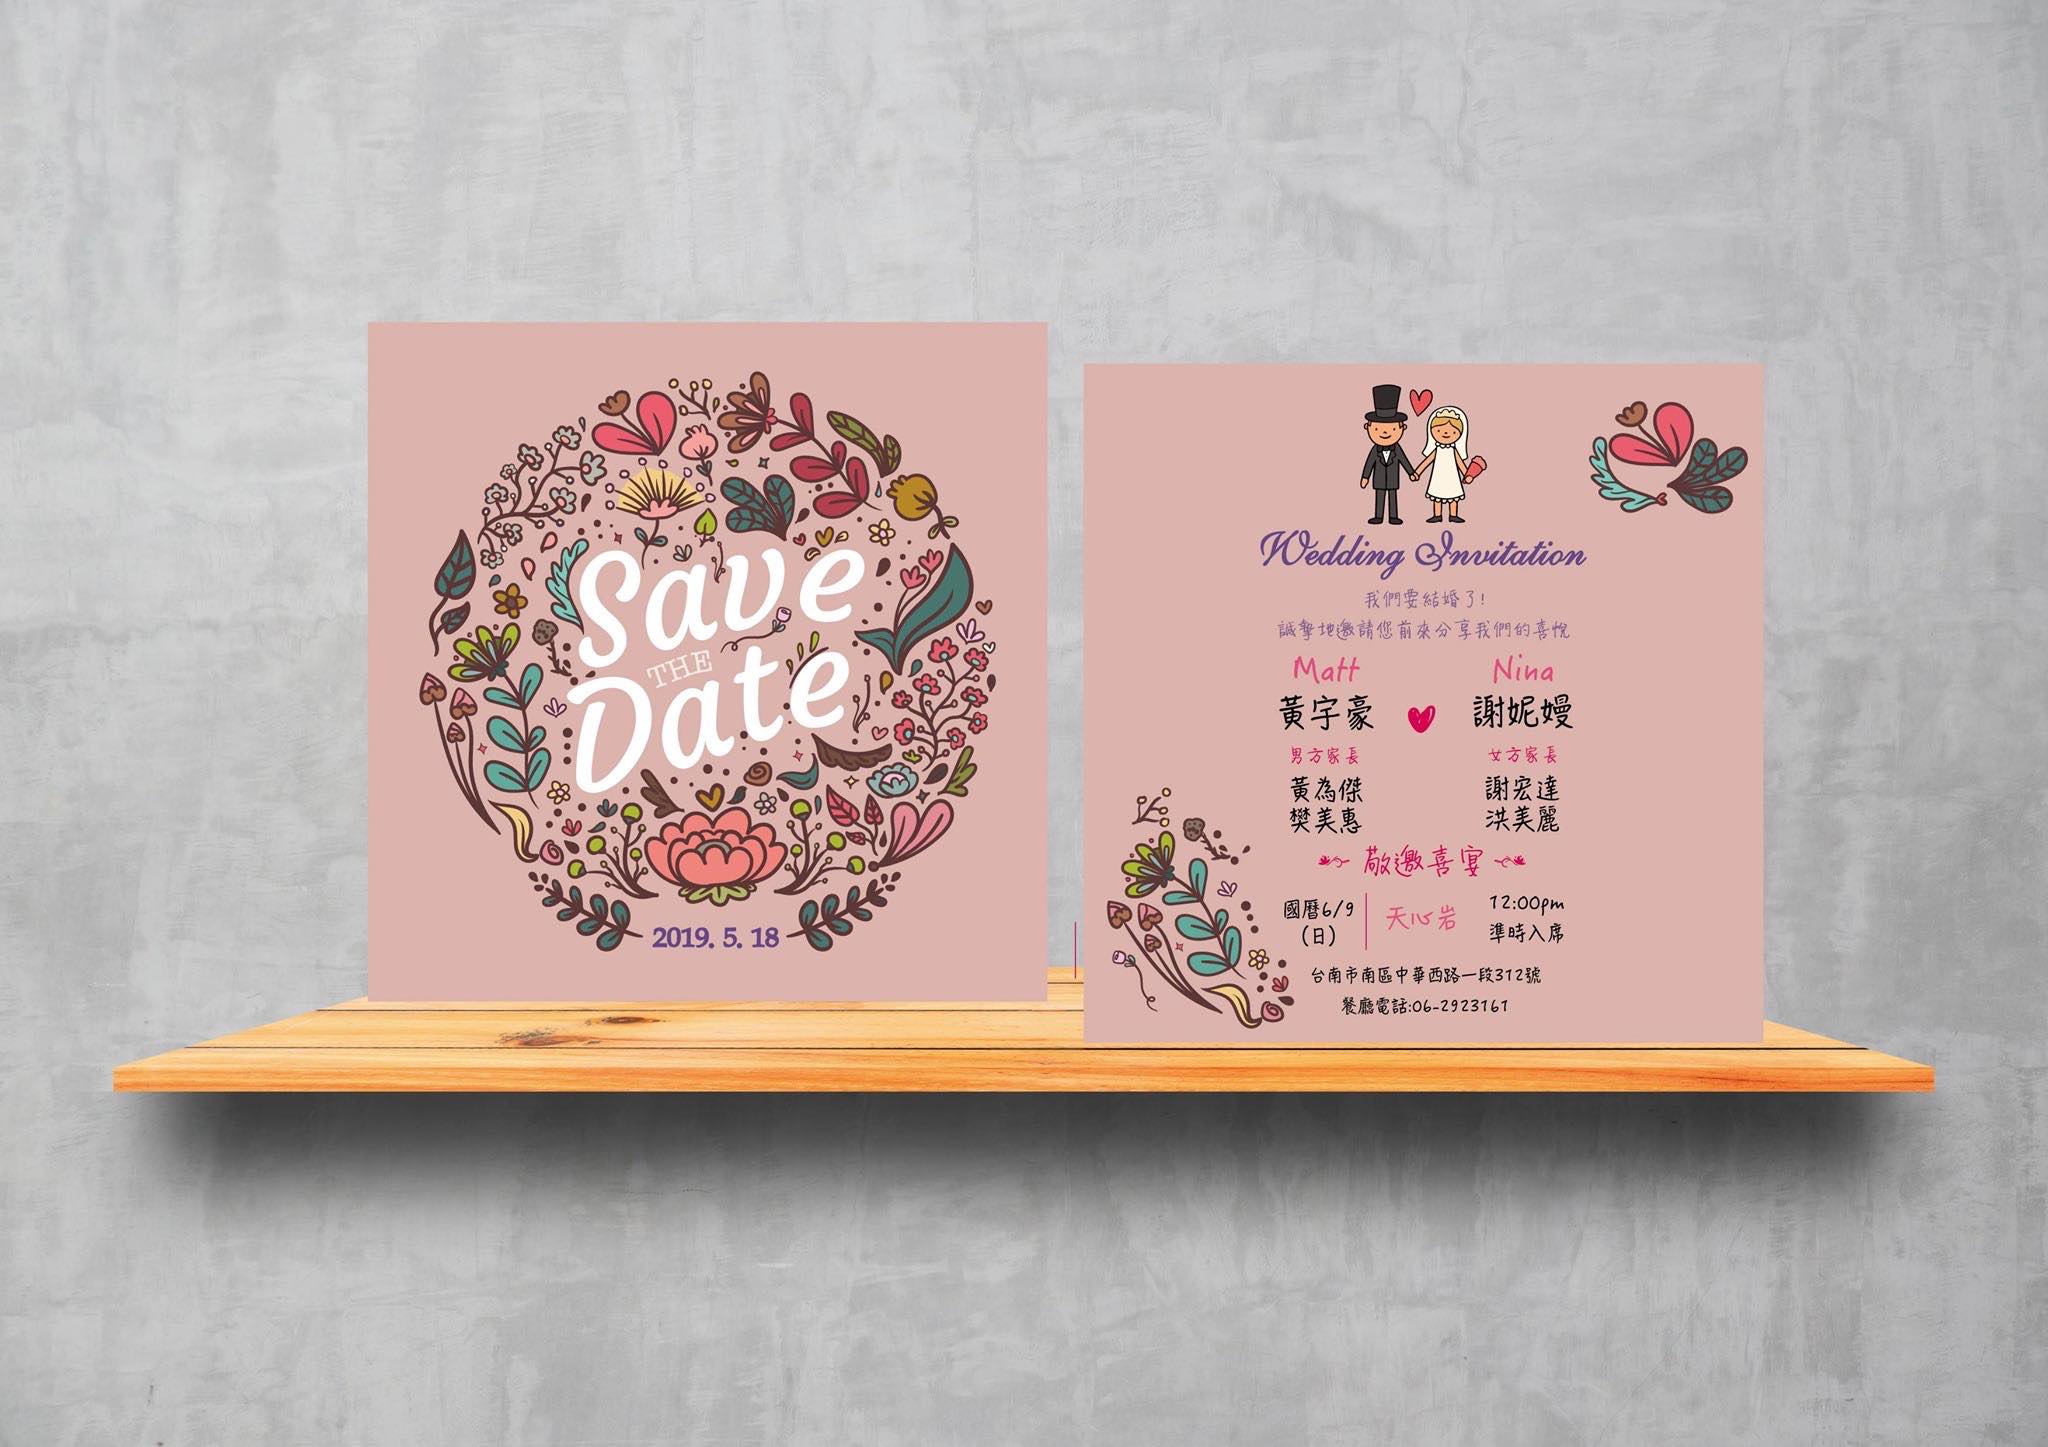 Save
THE
Date
2019. 5. 18
Wedding Invitation
我們要結婚了!
誠摯地邀請您前來分享我們的喜悅
Matt
Nina
黃宇豪
謝妮嫚
男方家長
女方家長
黃為傑
樊美惠
謝宏達
洪美麗
敬邀喜宴
國曆6/9
(日)
天心岩
12:00pm
準時入席
台南市南區中華西路一段312號
餐廳電話:06-2923161